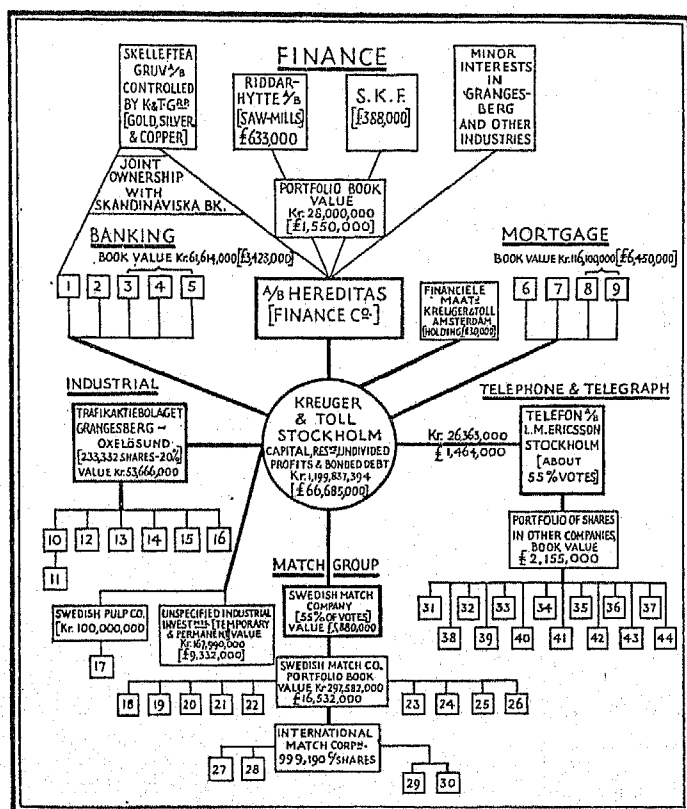 FINANCE
SKELLEFTEA
GRUV A/B
CONTROLLED
BY K&T GRP
[GOLD, SILVER,
& COPPER]
RIDDAR-
HYTTE A/B
[SAW-MILLS]
£633,000
S.K.F.
[£388,000]
MINOR
INTERESTS
IN
GRANGES-
BERG
AND OTHER
INDUSTRIES
JOINT
OWNERSHIP
WITH
SKANDINAVISKA BK.
PORTFOLIO BOOK
VALUE
Kr. 28,000,000
[£1,550,000]
BANKING
BOOK VALUE Kr. 61,614,000 [£3,423,000]
1 2 3 4 5
A/B HEREDITAS
[FINANCE Co.]
FINANCIELE
MAATS
KREUGER & TOLL
AMSTERDAM
[HOLDING £30,000]
MORTGAGE
BOOK VALUE Kr. 116,100,000 [£6,450,000]
6 7 8 9
INDUSTRIAL
TRAFIKAKTIEBOLAGET
GRANGESBERG-
OXELÖSUND
[233,332 SHARES-20%]
VALUE Kr. 53,666,000
10 12 13 14 15 16
11
KREUGER
& TOLL
STOCKHOLM
CAPITAL, RES. UNDIVIDED
PROFITS & BONDED DEBT
Kr. 1,199,837,394
[£66,685,000]
TELEPHONE & TELEGRAPH
Kr. 26,363,000
£1,464,000
TELEFON A/B
L.M. ERICSSON
STOCKHOLM
[ABOUT
55% VOTES]
PORTFOLIO OF SHARES
IN OTHER COMPANIES,
BOOK VALUE
£2,155,000
31 32 33 34 35 36 37
38 39 40 41 42 43 44
SWEDISH PULP CO.
[Kr. 100,000,000]
17
UNSPECIFIED INDUSTRIAL
INVESTMTS [TEMPORARY
& PERMANENT] VALUE
Kr. 167,990,000
[£9,332,000]
MATCH GROUP
SWEDISH MATCH
COMPANY
[55% OF VOTES]
VALUE £5,880,000
SWEDISH MATCH CO.
PORTFOLIO BOOK
VALUE Kr 297,582,000
£16,532,000
18 19 20 21 22
23 24 25 26
INTERNATIONAL
MATCH CORPN.
999,190 C/SHARES
27 28
29 30